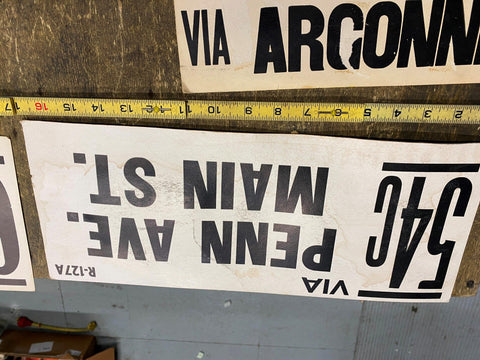 VIA ARGONN
17 16 15 14 13 12 11 10 9 8 7 6 5 4 3 2
54C
VIA PENN AVE.
MAIN ST.
R-127A